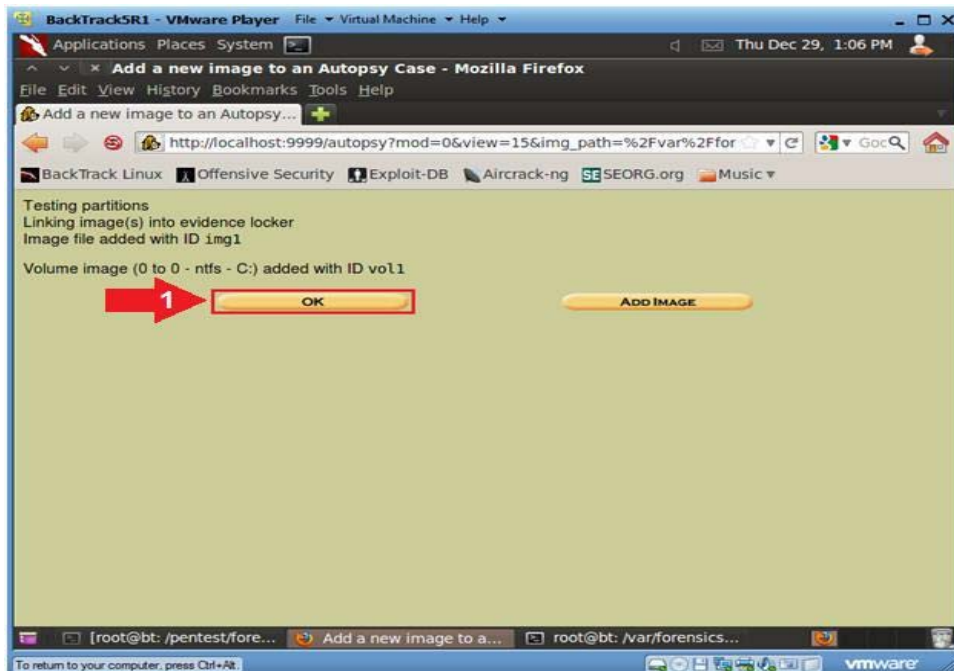 BackTrack5R1 - VMware Player File Virtual Machine Help
Applications Places System Thu Dec 29, 1:06 PM
Add a new image to an Autopsy Case - Mozilla Firefox
File Edit View History Bookmarks Tools Help
Add a new image to an Autopsy...
http://localhost:9999/autopsy?mod=0&view=15&img_path=%2Fvar%2Ffor Goc
BackTrack Linux Offensive Security Exploit-DB Aircrack-ng SE SEORG.org Music
Testing partitions
Linking image(s) into evidence locker
Image file added with ID img1
Volume image (0 to 0 - ntfs - C:) added with ID vol1
1 OK ADD IMAGE
[root@bt: /pentest/fore... Add a new image to a... root@bt: /var/forensics...
To return to your computer, press Ctrl+Alt. vmware